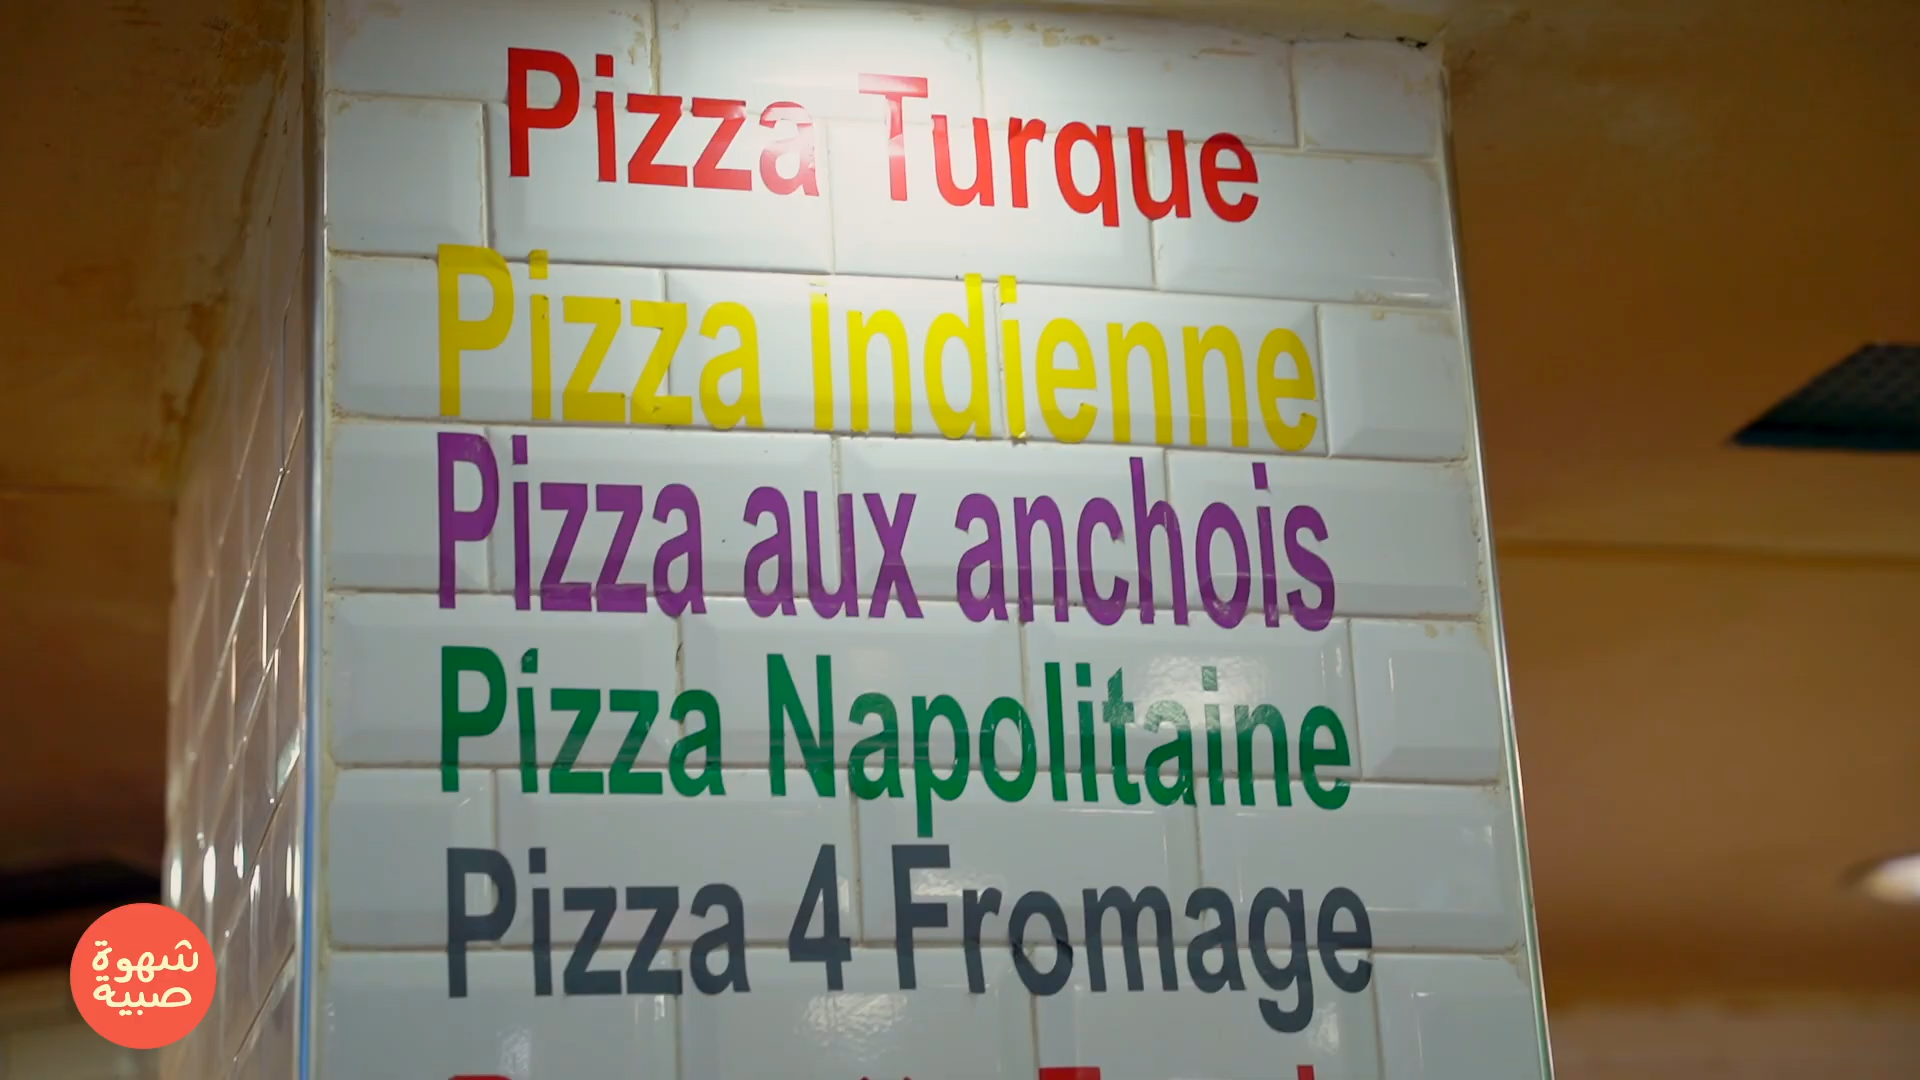 Pizza Turque
Pizza indienne
Pizza aux anchois
Pizza Napolitaine
Pizza 4 Fromage
شهوة
صبية